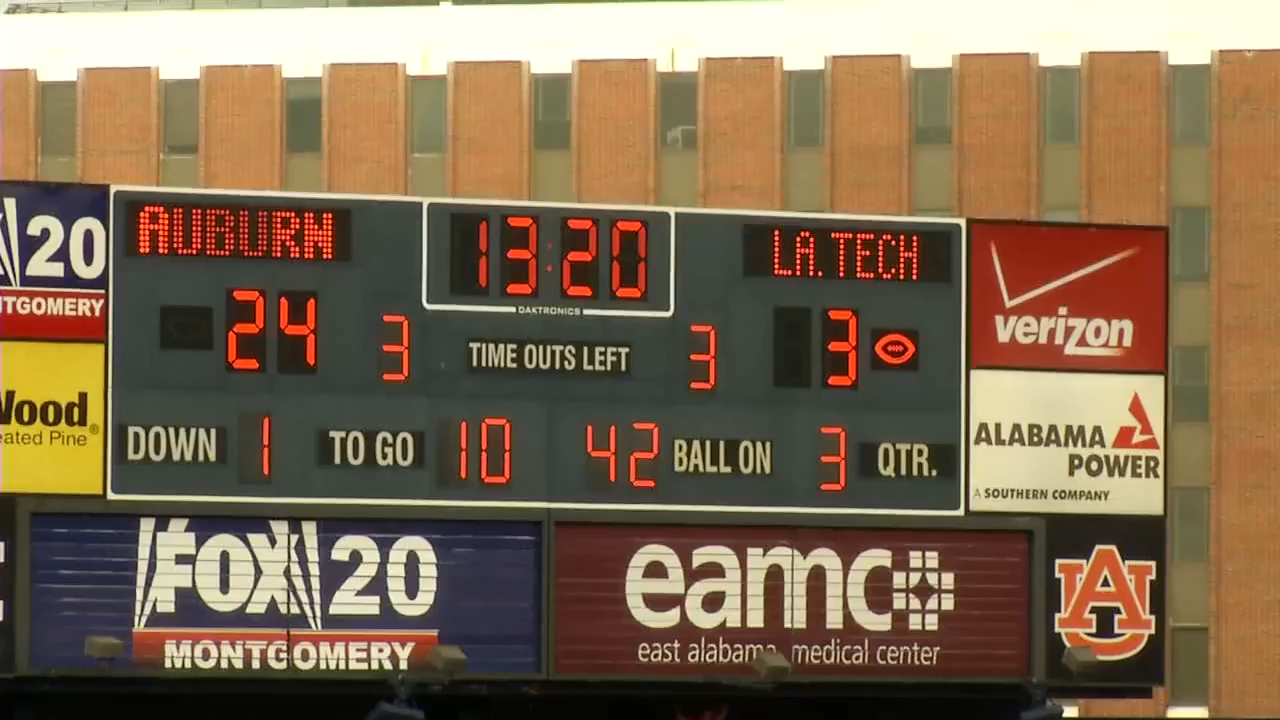 20
TGOMERY
Wood®
eated Pine
AUBURN
13:20
LA.TECH
DAKTRONICS
24
3
TIME OUTS LEFT
3
3
DOWN 1
TO GO 10
42 BALL ON
3 QTR.
verizon
ALABAMA
POWER
A SOUTHERN COMPANY
FOX 20
MONTGOMERY
eamc
east alabama medical center
AU